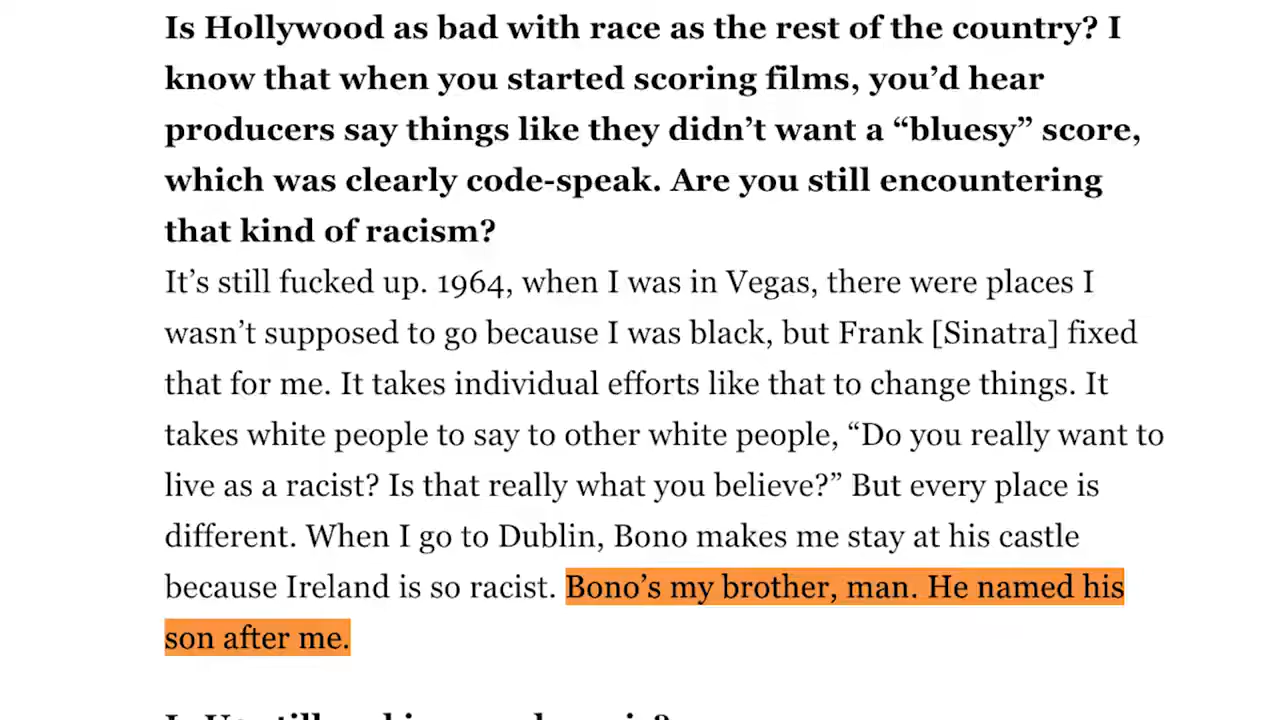 Is Hollywood as bad with race as the rest of the country? I
know that when you started scoring films, you’d hear
producers say things like they didn’t want a “bluesy” score,
which was clearly code-speak. Are you still encountering
that kind of racism?
It’s still fucked up. 1964, when I was in Vegas, there were places I
wasn’t supposed to go because I was black, but Frank [Sinatra] fixed
that for me. It takes individual efforts like that to change things. It
takes white people to say to other white people, “Do you really want to
live as a racist? Is that really what you believe?” But every place is
different. When I go to Dublin, Bono makes me stay at his castle
because Ireland is so racist. Bono’s my brother, man. He named his
son after me.